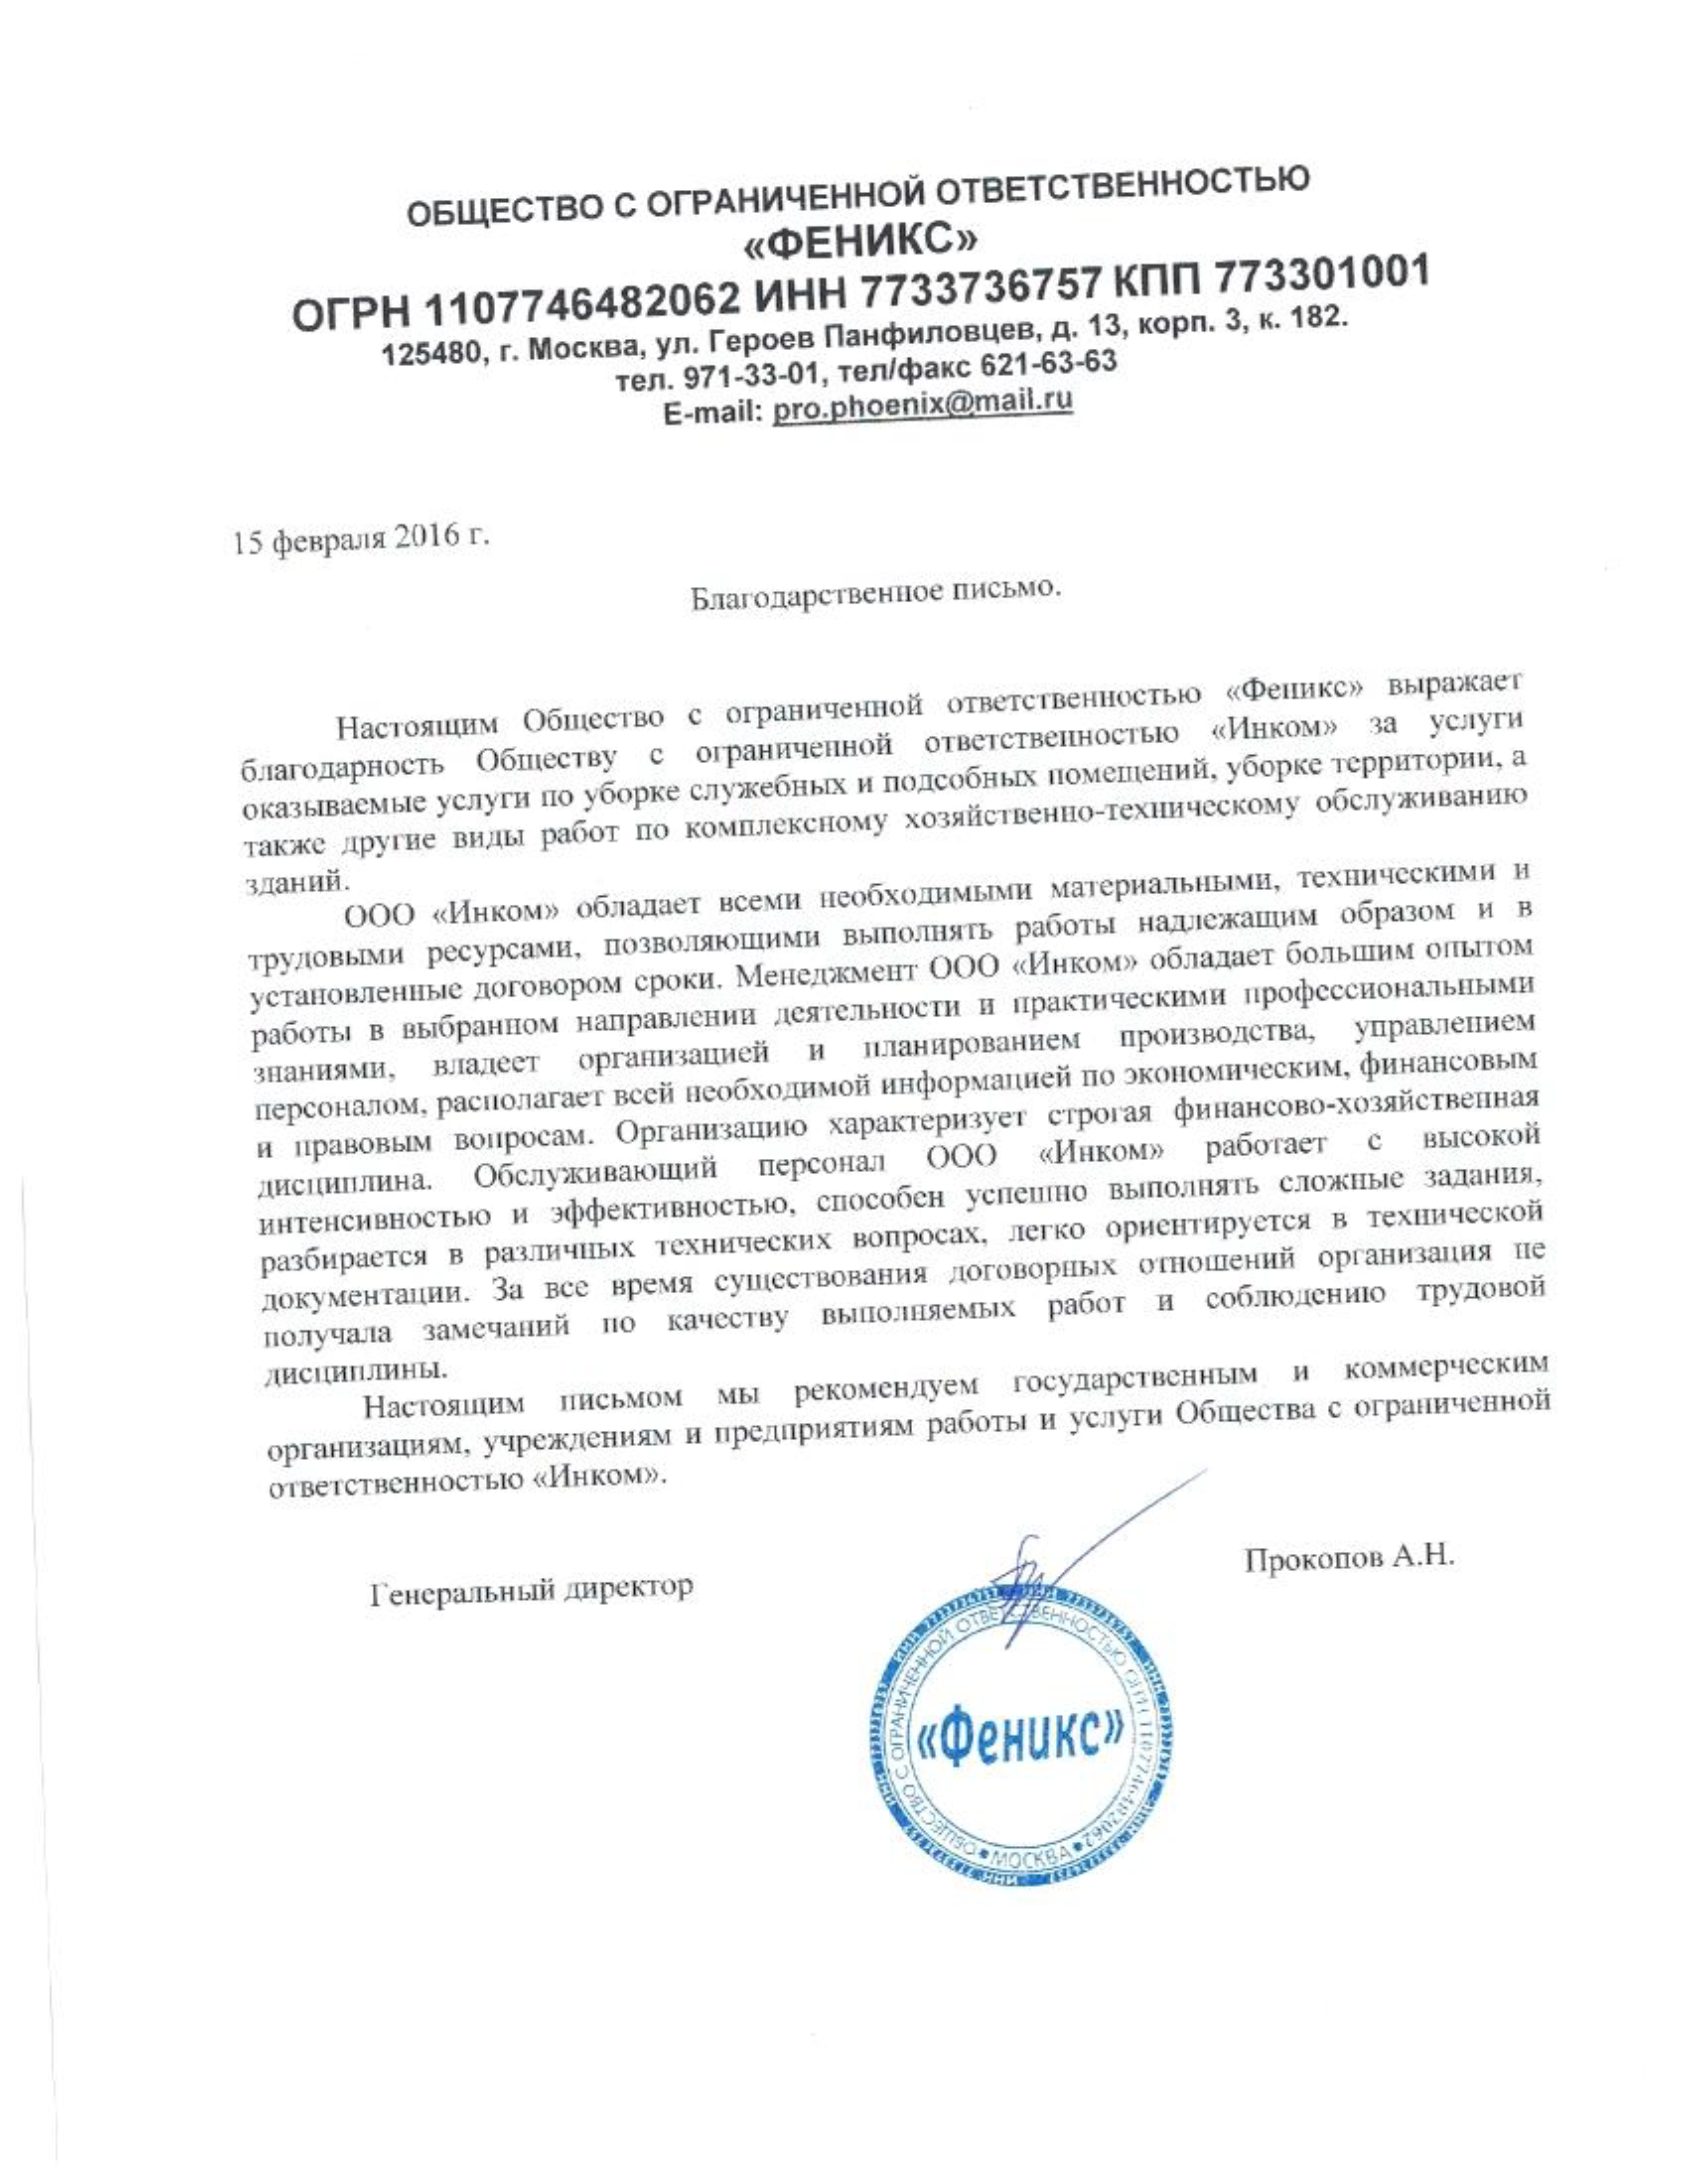 ОБЩЕСТВО С ОГРАНИЧЕННОЙ ОТВЕТСТВЕННОСТЬЮ
«ФЕНИКС»
ОГРН 1107746482062 ИНН 7733736757 КПП 773301001
125480, г. Москва, ул. Героев Панфиловцев, д. 13, корп. 3, к. 182.
тел. 971-33-01, тел/факс 621-63-63
E-mail: pro.phoenix@mail.ru
15 февраля 2016 г.
Благодарственное письмо.
Настоящим Общество с ограниченной ответственностью «Феникс» выражает
благодарность Обществу с ограниченной ответственностью «Инком» за услуги
оказываемые услуги по уборке служебных и подсобных помещений, уборке территории, а
также другие виды работ по комплексному хозяйственно-техническому обслуживанию
зданий.
ООО «Инком» обладает всеми необходимыми материальными, техническими и
трудовыми ресурсами, позволяющими выполнять работы надлежащим образом и в
установленные договором сроки. Менеджмент ООО «Инком» обладает большим опытом
работы в выбранном направлении деятельности и практическими профессиональными
знаниями, владеет организацией и планированием производства, управлением
персоналом, располагает всей необходимой информацией по экономическим, финансовым
и правовым вопросам. Организацию характеризует строгая финансово-хозяйственная
дисциплина. Обслуживающий персонал ООО «Инком» работает с высокой
интенсивностью и эффективностью, способен успешно выполнять сложные задания,
разбирается в различных технических вопросах, легко ориентируется в технической
документации. За все время существования договорных отношений организация не
получала замечаний по качеству выполняемых работ и соблюдению трудовой
дисциплины.
Настоящим письмом мы рекомендуем государственным и коммерческим
организациям, учреждениям и предприятиям работы и услуги Общества с ограниченной
ответственностью «Инком».
Генеральный директор
Прокопов А.Н.
ИНН 7733736757 ИНН 7733736757 ИНН 7733736757
ОБЩЕСТВО С ОГРАНИЧЕННОЙ ОТВЕТСТВЕННОСТЬЮ ОГРН 1107746482062
«Феникс»
МОСКВА